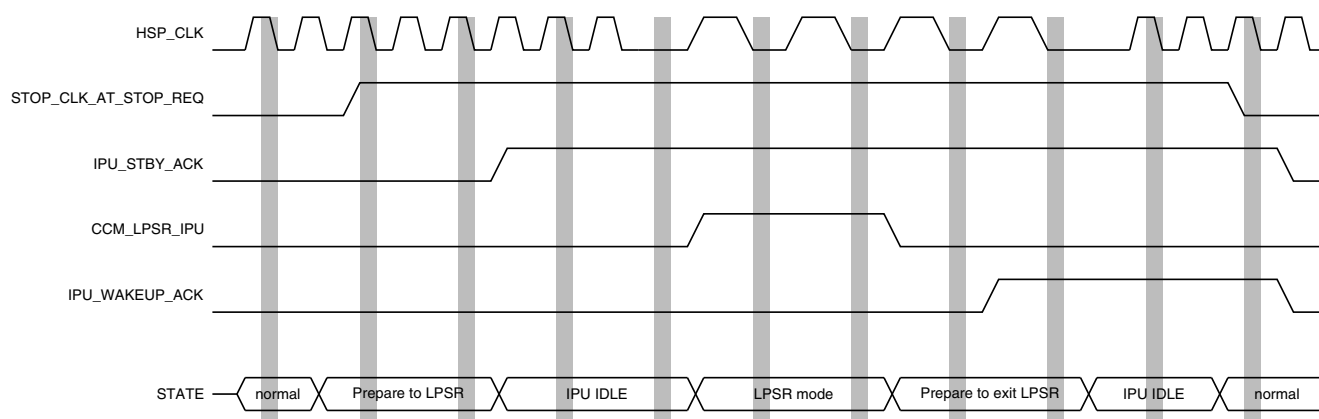 HSP_CLK
STOP_CLK_AT_STOP_REQ
IPU_STBY_ACK
CCM_LPSR_IPU
IPU_WAKEUP_ACK
STATE normal Prepare to LPSR IPU IDLE LPSR mode Prepare to exit LPSR IPU IDLE normal